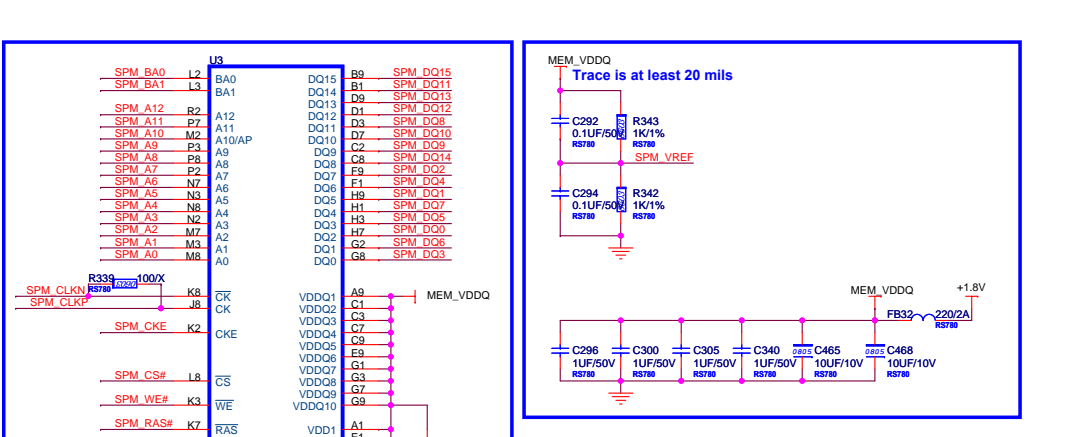 U3
SPM_BA0 L2 BA0 DQ15 B9 SPM_DQ15
SPM_BA1 L3 BA1 DQ14 B1 SPM_DQ11
DQ13 D9 SPM_DQ13
SPM_A12 R2 A12 DQ12 D1 SPM_DQ12
SPM_A11 P7 A11 DQ11 D3 SPM_DQ8
SPM_A10 M2 A10/AP DQ10 D7 SPM_DQ10
SPM_A9 P3 A9 DQ9 C2 SPM_DQ9
SPM_A8 P8 A8 DQ8 C8 SPM_DQ14
SPM_A7 P2 A7 DQ7 F9 SPM_DQ2
SPM_A6 N7 A6 DQ6 F1 SPM_DQ4
SPM_A5 N3 A5 DQ5 H9 SPM_DQ1
SPM_A4 N8 A4 DQ4 H1 SPM_DQ7
SPM_A3 N2 A3 DQ3 H3 SPM_DQ5
SPM_A2 M7 A2 DQ2 H7 SPM_DQ0
SPM_A1 M3 A1 DQ1 G2 SPM_DQ6
SPM_A0 M8 A0 DQ0 G8 SPM_DQ3
R339 100/X
RS780
SPM_CLKN K8 CK VDDQ1 A9 MEM_VDDQ
SPM_CLKP J8 CK VDDQ2 C1
VDDQ3 C3
SPM_CKE K2 CKE VDDQ4 C7
VDDQ5 C9
VDDQ6 E9
VDDQ7 G1
SPM_CS# L8 CS VDDQ8 G3
VDDQ9 G7
SPM_WE# K3 WE VDDQ10 G9
SPM_RAS# K7 RAS VDD1 A1
MEM_VDDQ
Trace is at least 20 mils
C292 R343
0.1UF/50V 1K/1%
RS780 RS780
SPM_VREF
C294 R342
0.1UF/50V 1K/1%
RS780 RS780
MEM_VDDQ +1.8V
FB32 220/2A
RS780
C296 C300 C305 C340 0805 C465 0805 C468
1UF/50V 1UF/50V 1UF/50V 1UF/50V 10UF/10V 10UF/10V
RS780 RS780 RS780 RS780 RS780 RS780